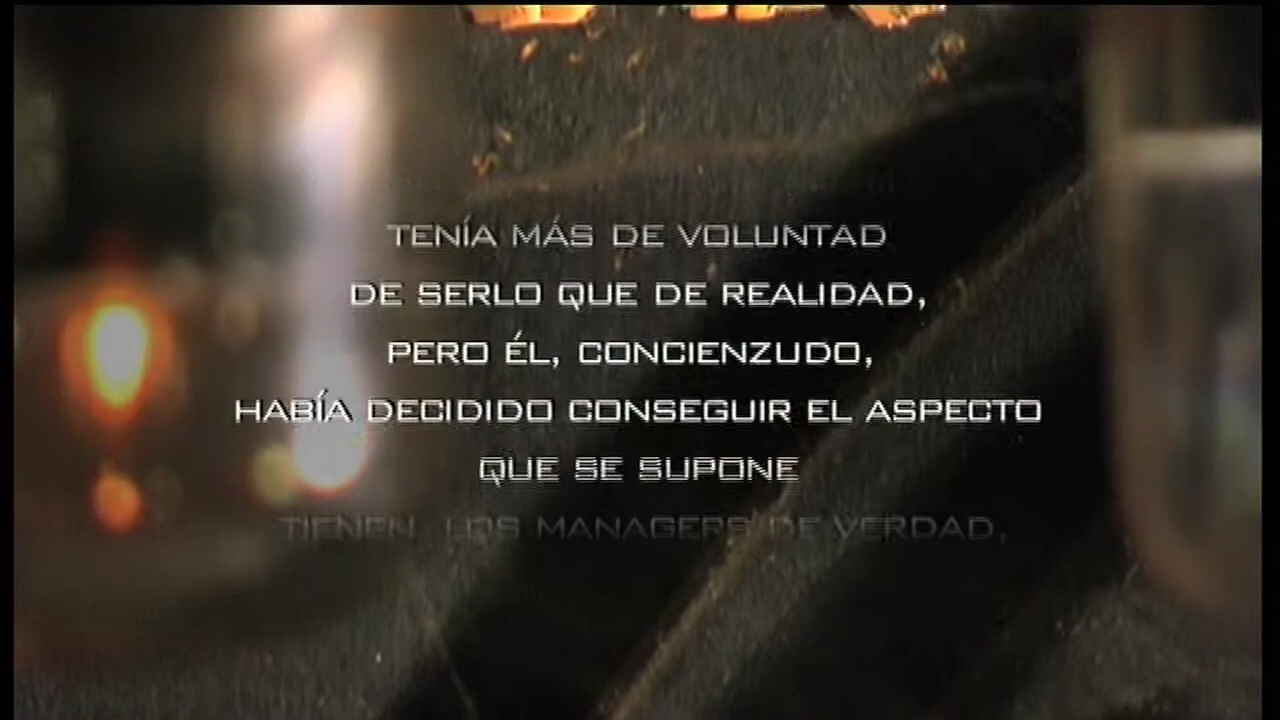 TENÍA MÁS DE VOLUNTAD
DE SERLO QUE DE REALIDAD,
PERO ÉL, CONCIENZUDO,
HABÍA DECIDIDO CONSEGUIR EL ASPECTO
QUE SE SUPONE
TIENEN LOS MANAGERS DE VERDAD,